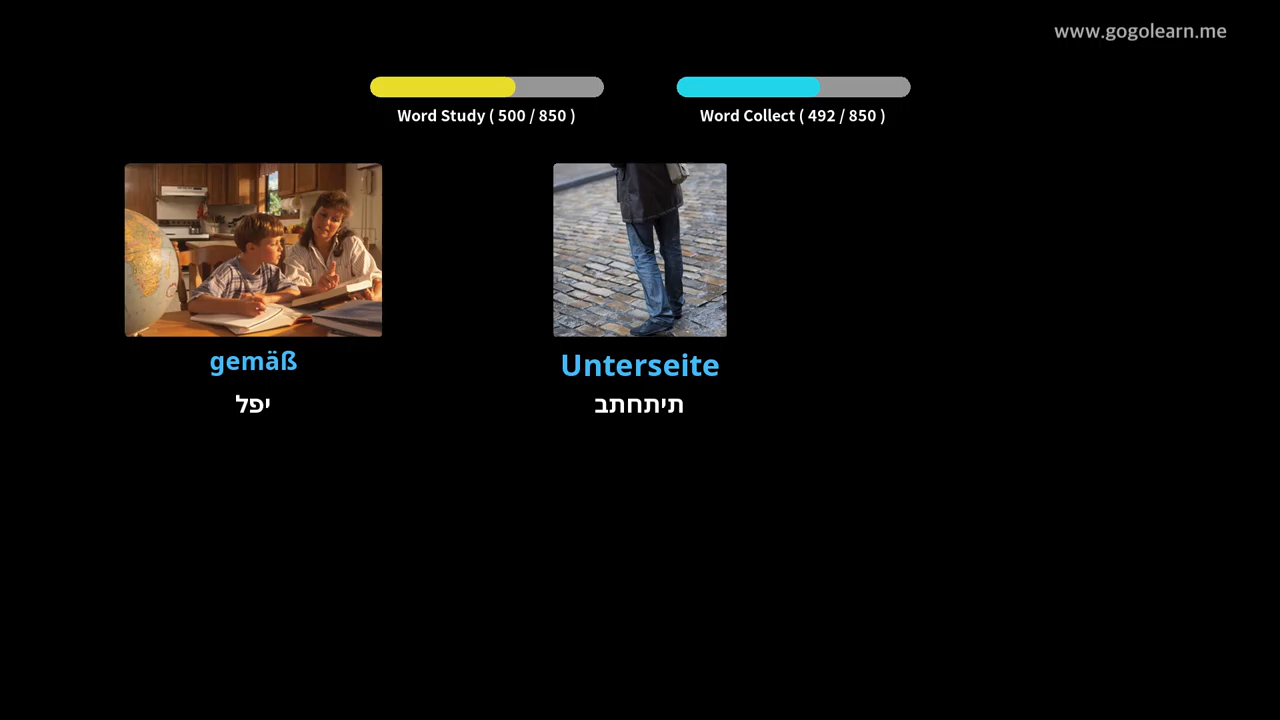 www.gogolearn.me
Word Study ( 500 / 850 )
Word Collect ( 492 / 850 )
gemäß
יפל
Unterseite
תיתחתב